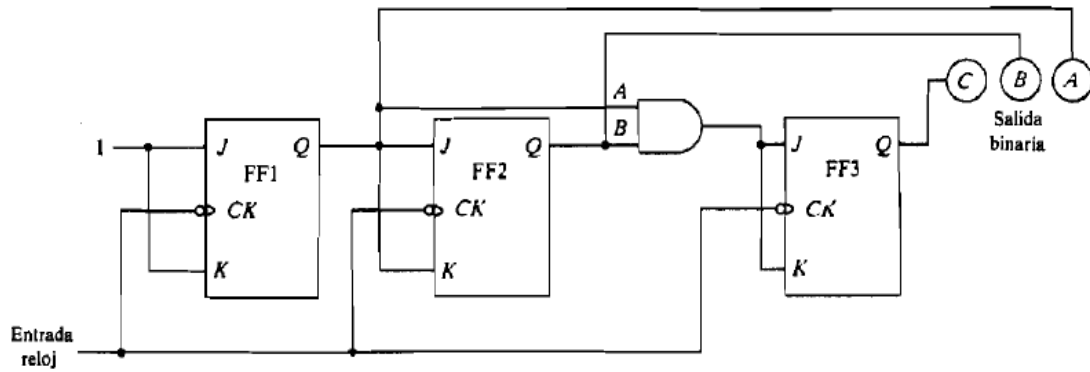 C B A
A
B
Salida
binaria
1
J Q
FF1
CK
K
J Q
FF2
CK
K
J Q
FF3
CK
K
Entrada
reloj